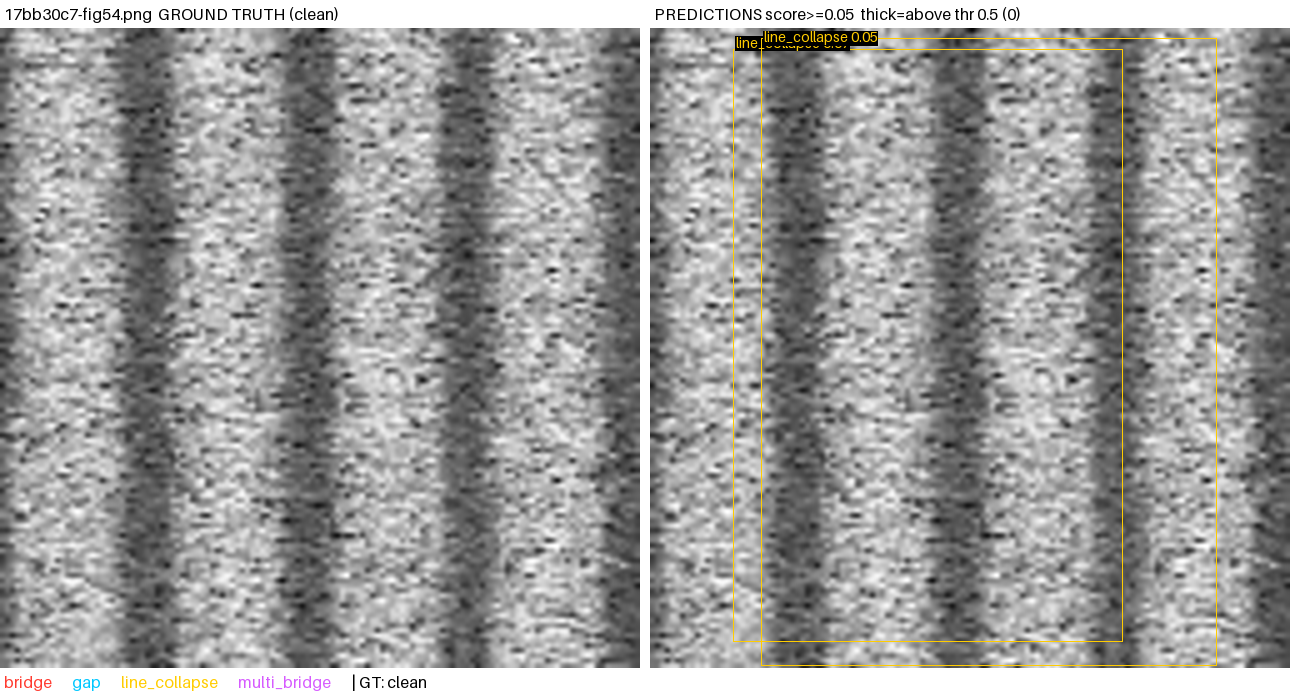 17bb30c7-fig54.png GROUND TRUTH (clean)
PREDICTIONS score>=0.05 thick=above thr 0.5 (0)
line_collapse 0.05
line_collapse
bridge gap line_collapse multi_bridge | GT: clean